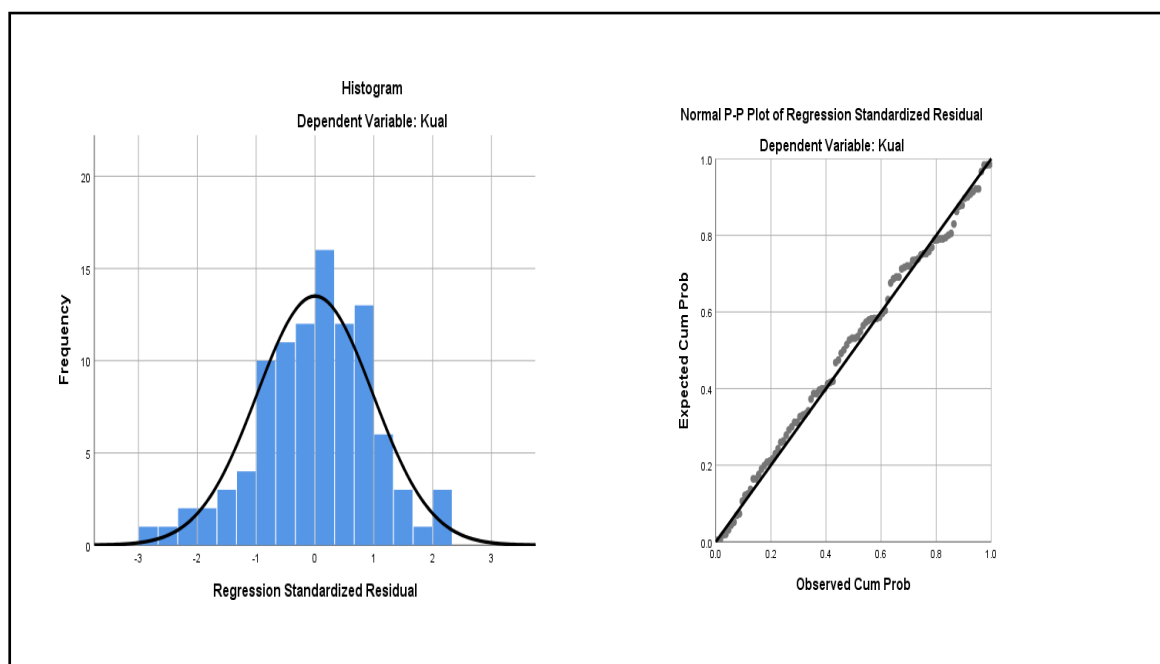 Histogram
Dependent Variable: Kual
Frequency
20
15
10
5
0
-3 -2 -1 0 1 2 3
Regression Standardized Residual
Normal P-P Plot of Regression Standardized Residual
Dependent Variable: Kual
Expected Cum Prob
1.0
0.8
0.6
0.4
0.2
0.0
0.0 0.2 0.4 0.6 0.8 1.0
Observed Cum Prob